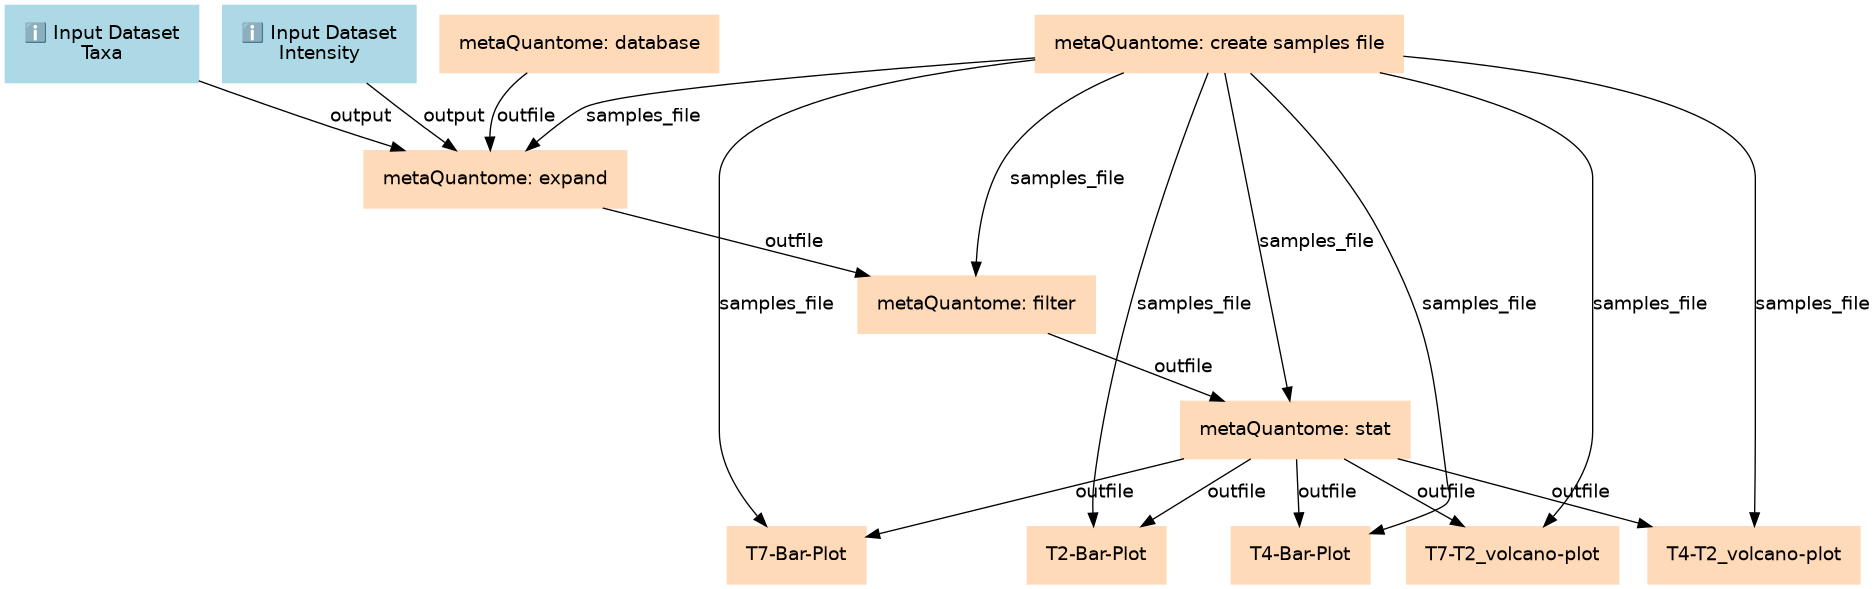 ℹ️ Input Dataset
Taxa
ℹ️ Input Dataset
Intensity
metaQuantome: database
metaQuantome: create samples file
output
output
outfile
samples_file
metaQuantome: expand
samples_file
outfile
samples_file
metaQuantome: filter
samples_file
samples_file
samples_file
samples_file
samples_file
outfile
metaQuantome: stat
outfile
outfile
outfile
outfile
outfile
T7-Bar-Plot
T2-Bar-Plot
T4-Bar-Plot
T7-T2_volcano-plot
T4-T2_volcano-plot